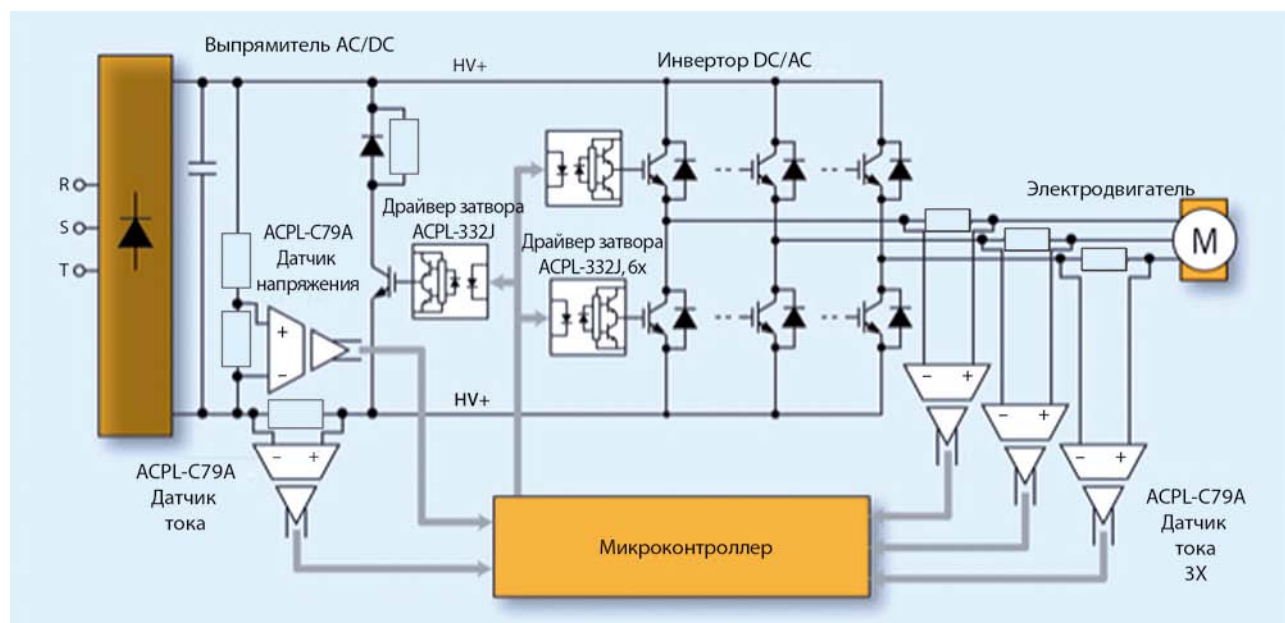 Выпрямитель AC/DC
HV+
Инвертор DC/AC
Электродвигатель
R
S
T
ACPL-C79A
Датчик
напряжения
Драйвер затвора
ACPL-332J
Драйвер затвора
ACPL-332J, 6x
M
+
−
HV+
− +
− +
− +
− +
ACPL-C79A
Датчик
тока
Микроконтроллер
ACPL-C79A
Датчик
тока
3X